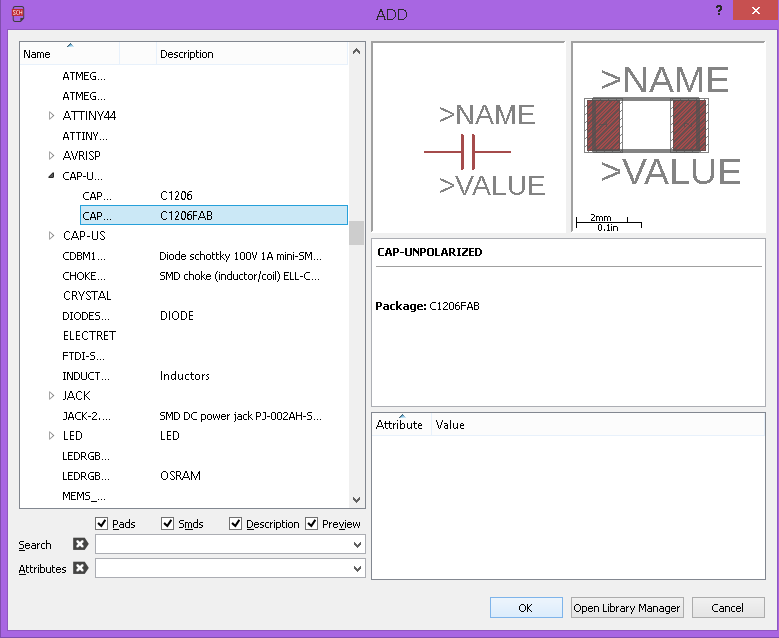 SCH
ADD
?
Name Description
ATMEG...
ATMEG...
ATTINY44
ATTINY...
AVRISP
CAP-U...
CAP... C1206
CAP... C1206FAB
CAP-US
CDBM1... Diode schottky 100V 1A mini-SM...
CHOKE... SMD choke (inductor/coil) ELL-C...
CRYSTAL
DIODES... DIODE
ELECTRET
FTDI-S...
INDUCT... Inductors
JACK
JACK-2.... SMD DC power jack PJ-002AH-S...
LED LED
LEDRGB...
LEDRGB... OSRAM
MEMS_...
Pads Smds Description Preview
Search
Attributes
>NAME
>VALUE
>NAME
>VALUE
2mm
0.1in
CAP-UNPOLARIZED
Package: C1206FAB
Attribute Value
OK Open Library Manager Cancel